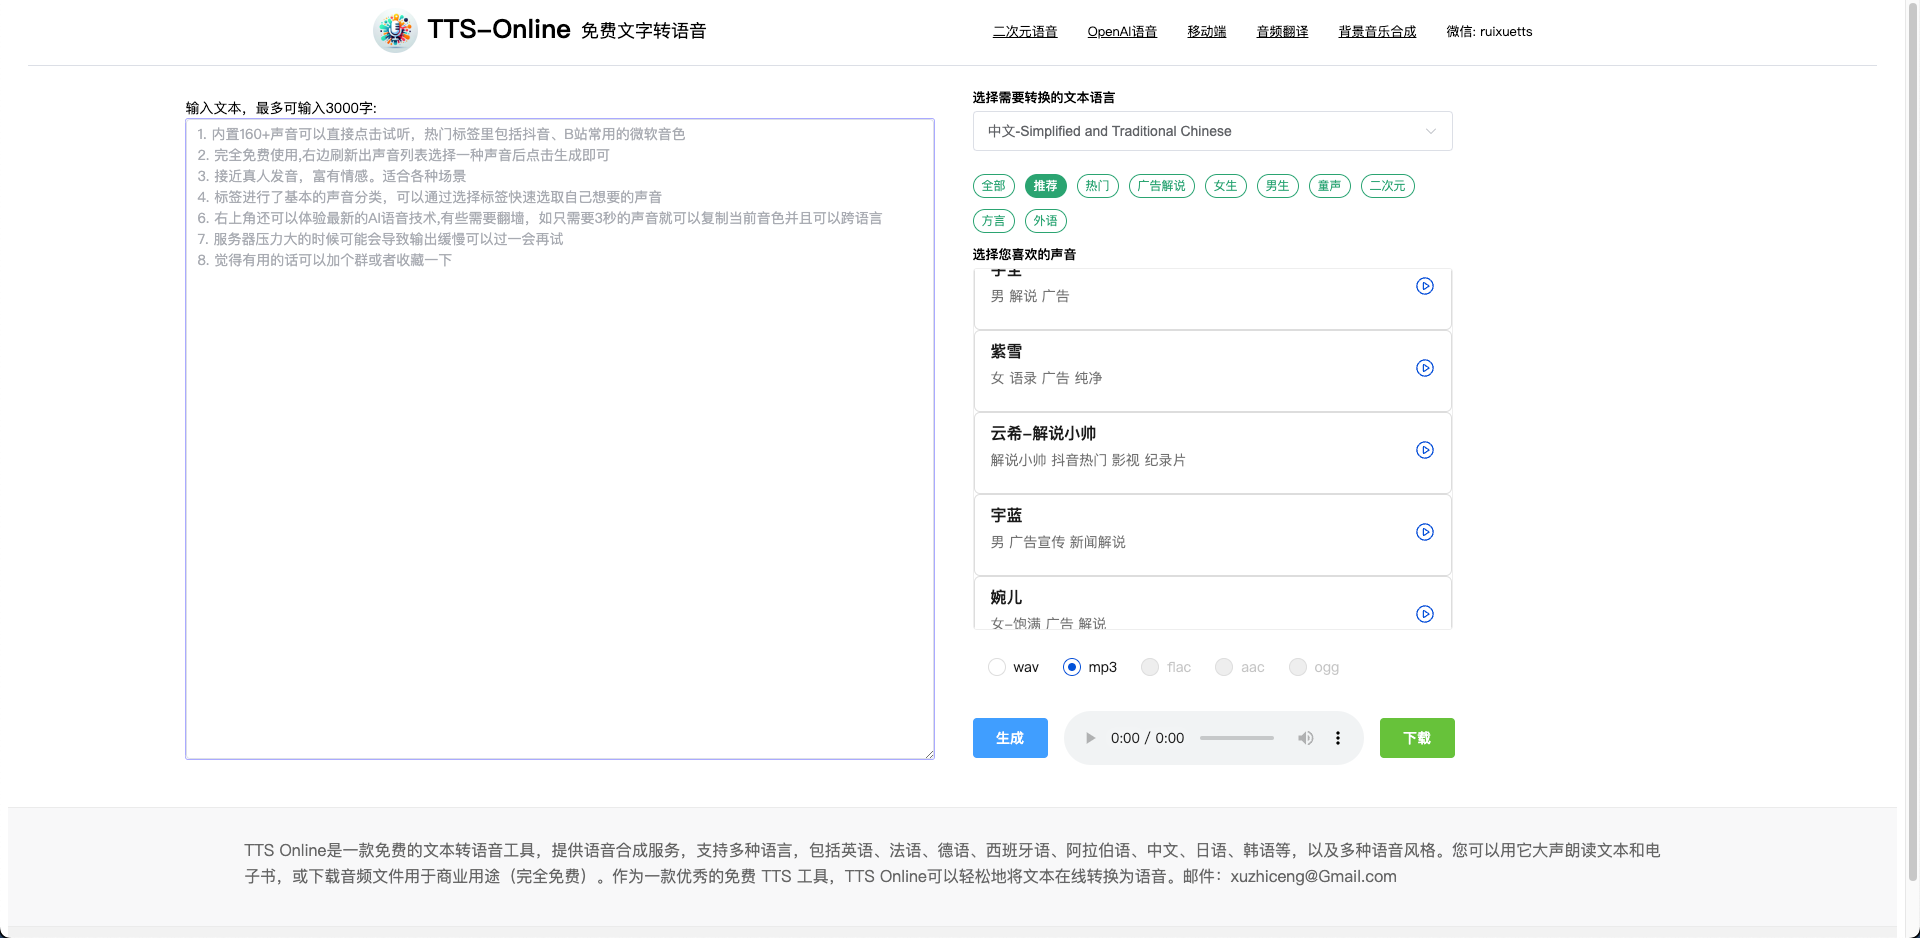 TTS-Online 免费文字转语音
二次元语音 OpenAI语音 移动端 音频翻译 背景音乐合成 微信: ruixuetts
输入文本，最多可输入3000字:
1. 内置160+声音可以直接点击试听，热门标签里包括抖音、B站常用的微软音色
2. 完全免费使用,右边刷新出声音列表选择一种声音后点击生成即可
3. 接近真人发音，富有情感。适合各种场景
4. 标签进行了基本的声音分类，可以通过选择标签快速选取自己想要的声音
6. 右上角还可以体验最新的AI语音技术,有些需要翻墙，如只需要3秒的声音就可以复制当前音色并且可以跨语言
7. 服务器压力大的时候可能会导致输出缓慢可以过一会再试
8. 觉得有用的话可以加个群或者收藏一下
选择需要转换的文本语言
中文-Simplified and Traditional Chinese
全部 推荐 热门 广告解说 女生 男生 童声 二次元
方言 外语
选择您喜欢的声音
男 解说 广告
紫雪
女 语录 广告 纯净
云希-解说小帅
解说小帅 抖音热门 影视 纪录片
宇蓝
男 广告宣传 新闻解说
婉儿
女-饱满 广告 解说
wav mp3 flac aac ogg
生成 0:00 / 0:00 下载
TTS Online是一款免费的文本转语音工具，提供语音合成服务，支持多种语言，包括英语、法语、德语、西班牙语、阿拉伯语、中文、日语、韩语等，以及多种语音风格。您可以用它大声朗读文本和电
子书，或下载音频文件用于商业用途（完全免费）。作为一款优秀的免费 TTS 工具，TTS Online可以轻松地将文本在线转换为语音。邮件：xuzhiceng@Gmail.com